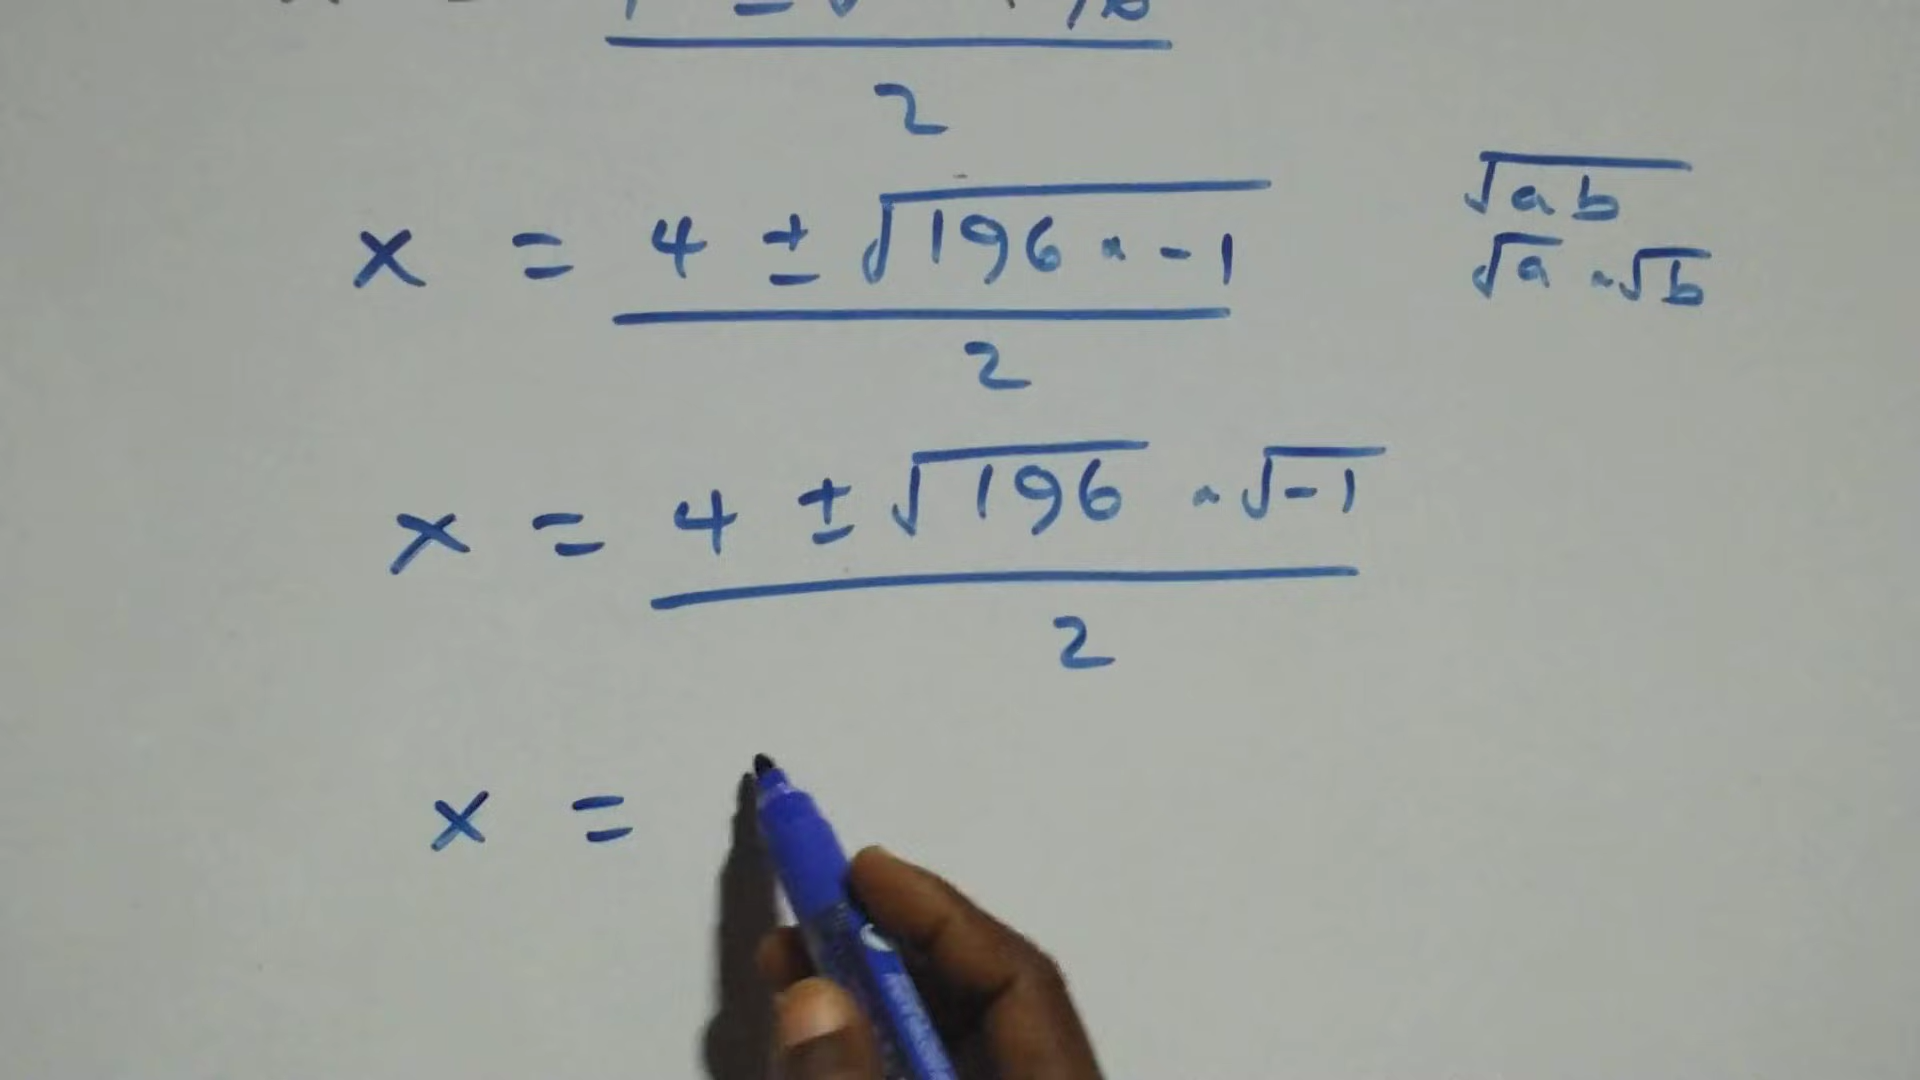 2
x = 4 ± √196 · -1
2
√ab
√a · √b
x = 4 ± √196 · √-1
2
x =